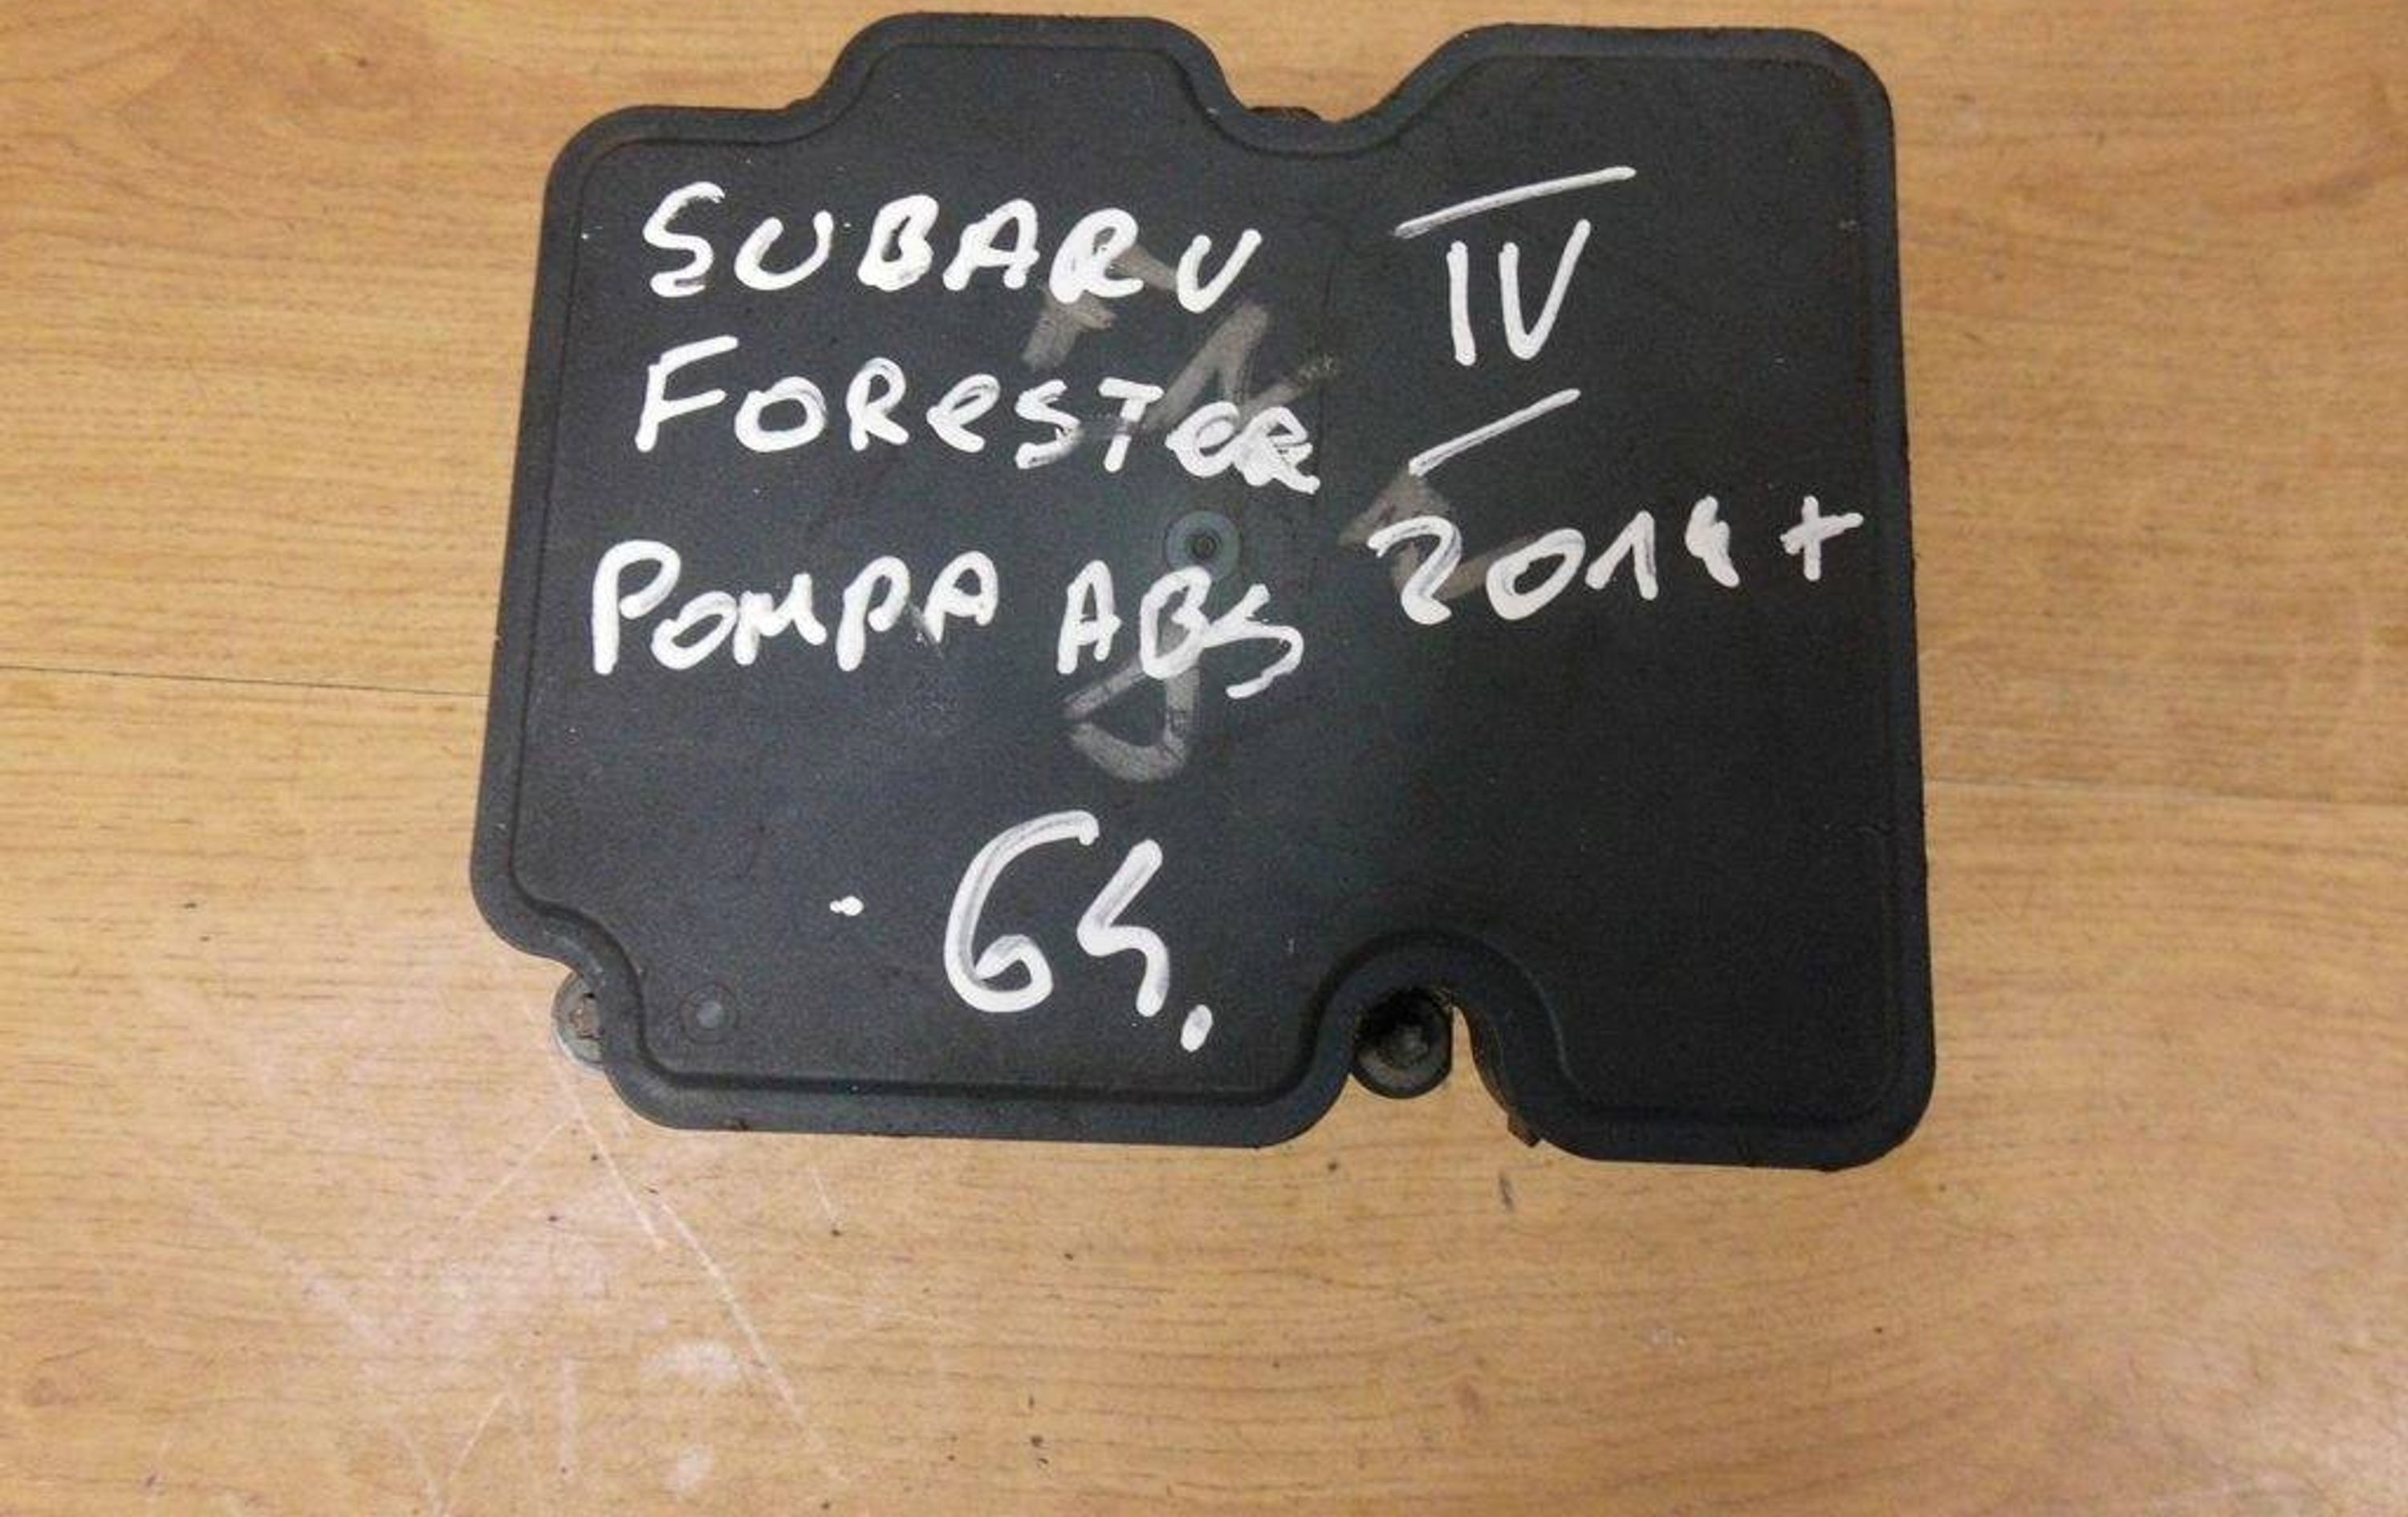 SUBARU IV
FORESTER
POMPA ABS 2014+
64.